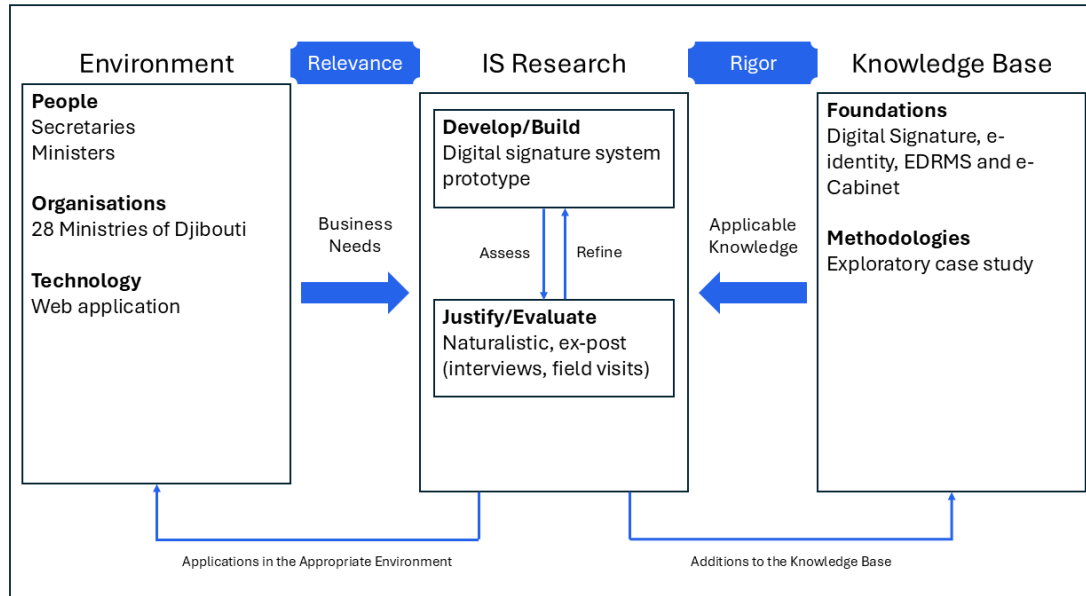 Environment
Relevance
IS Research
Rigor
Knowledge Base
People
Secretaries
Ministers
Organisations
28 Ministries of Djibouti
Technology
Web application
Business
Needs
Develop/Build
Digital signature system
prototype
Assess
Refine
Justify/Evaluate
Naturalistic, ex-post
(interviews, field visits)
Applicable
Knowledge
Foundations
Digital Signature, e-
identity, EDRMS and e-
Cabinet
Methodologies
Exploratory case study
Applications in the Appropriate Environment
Additions to the Knowledge Base